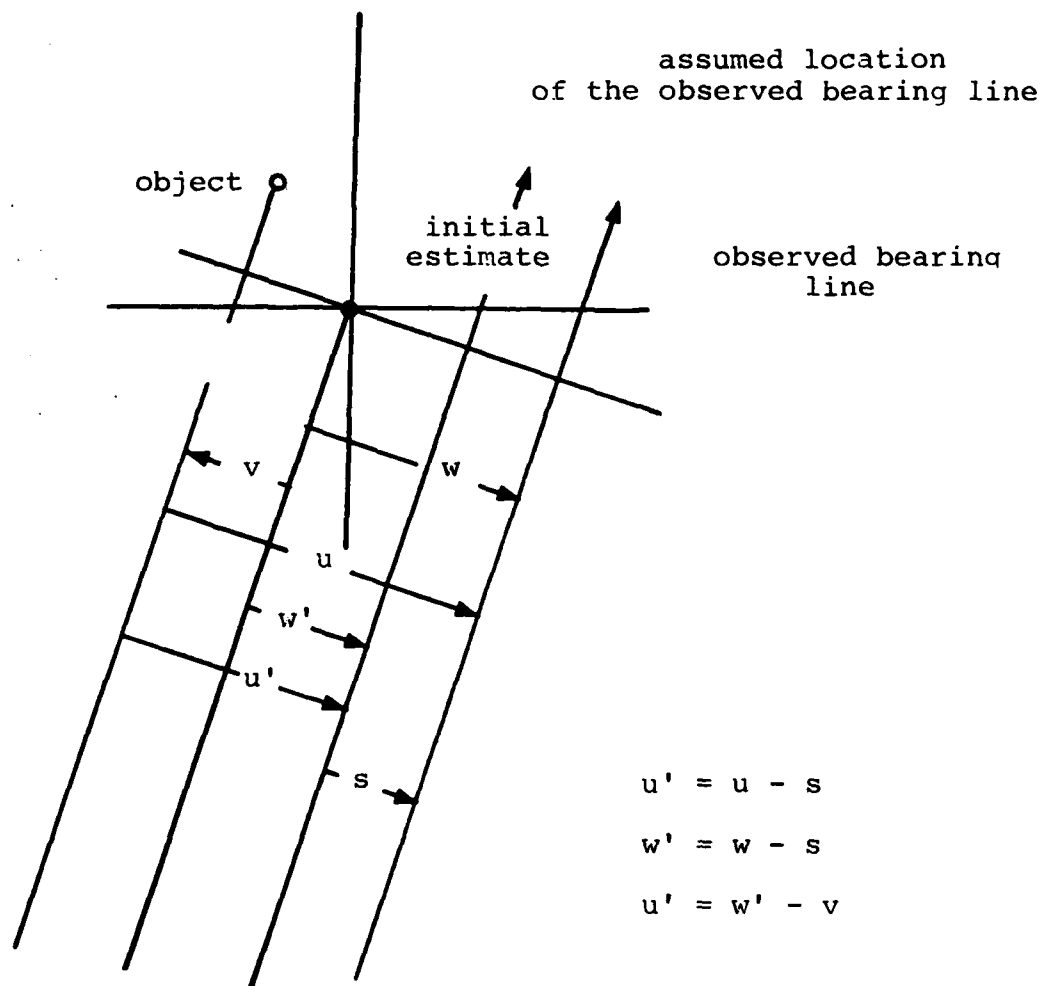 assumed location
of the observed bearing line
object
initial
estimate
observed bearing
line
v
w
u
w'
u'
s
u' = u - s
w' = w - s
u' = w' - v